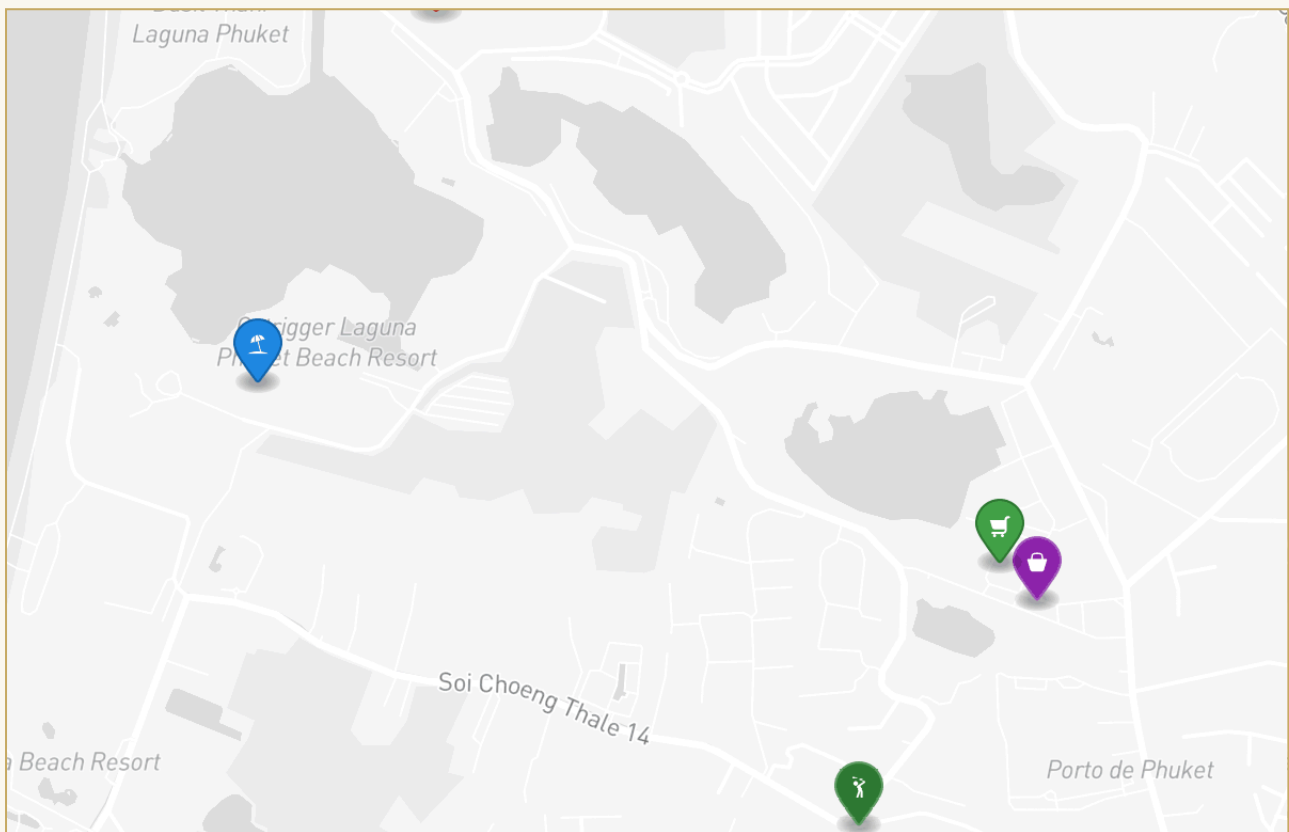 Laguna Phuket
Outrigger Laguna
Phuket Beach Resort
Soi Choeng Thale 14
Beach Resort
Porto de Phuket